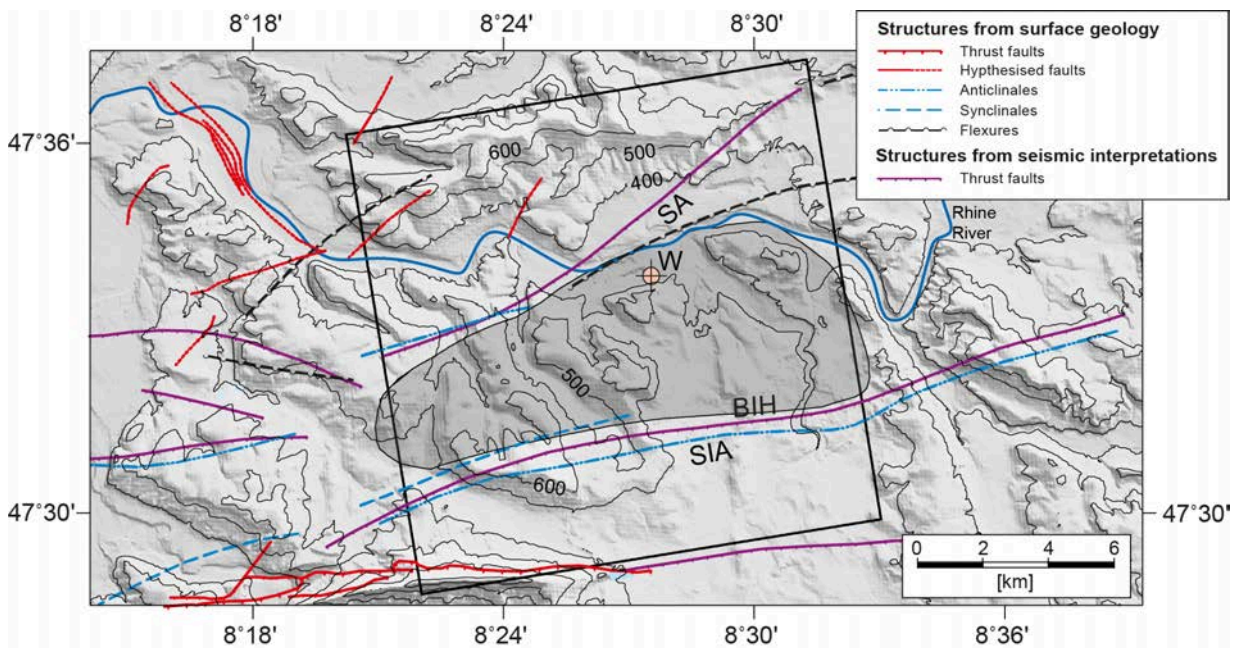 8°18'
8°24'
8°30'
Structures from surface geology
Thrust faults
Hypthesised faults
Anticlinales
Synclinales
Flexures
Structures from seismic interpretations
Thrust faults
47°36'
600
500
400
SA
Rhine
River
W
500
BIH
SIA
600
47°30'
47°30'
0 2 4 6
[km]
8°18'
8°24'
8°30'
8°36'